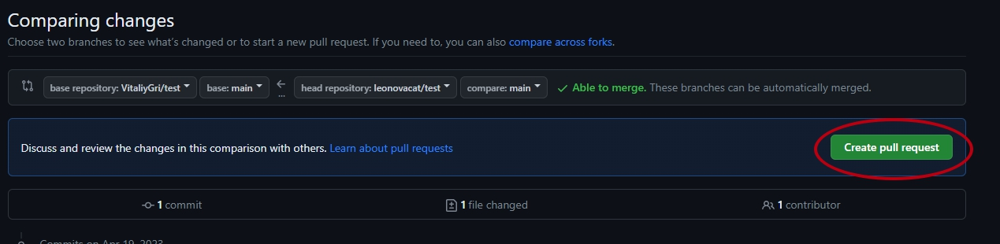 Comparing changes
Choose two branches to see what's changed or to start a new pull request. If you need to, you can also compare across forks.
base repository: VitaliyGri/test base: main ... head repository: leonovacat/test compare: main Able to merge. These branches can be automatically merged.
Discuss and review the changes in this comparison with others. Learn about pull requests Create pull request
1 commit 1 file changed 1 contributor
Commits on Apr 19, 2023